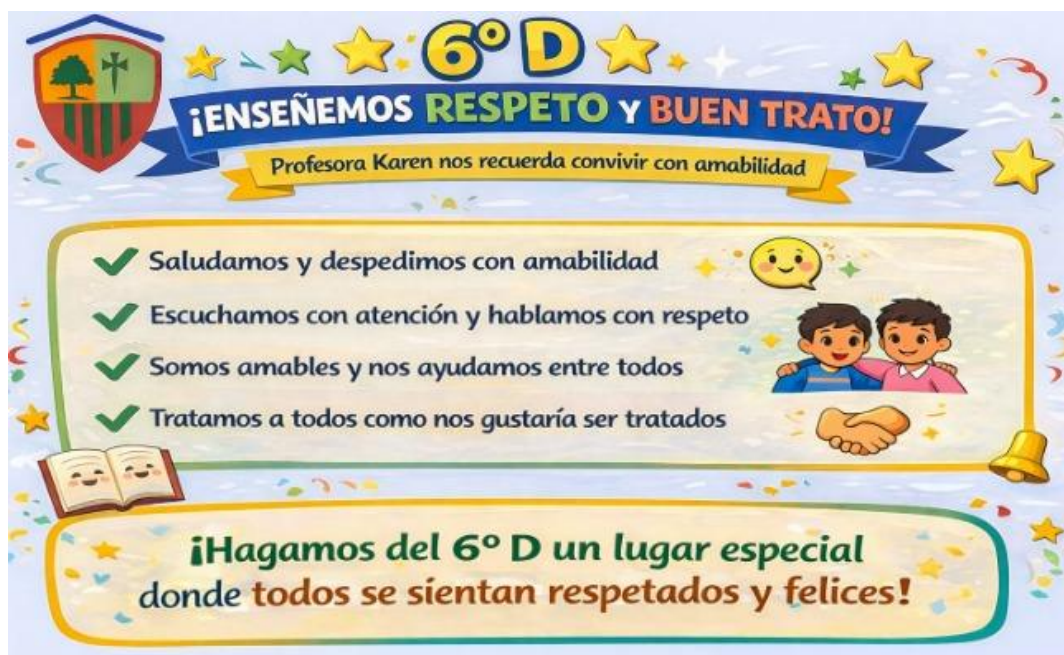 6º D
¡ENSEÑEMOS RESPETO Y BUEN TRATO!
Profesora Karen nos recuerda convivir con amabilidad
Saludamos y despedimos con amabilidad
Escuchamos con atención y hablamos con respeto
Somos amables y nos ayudamos entre todos
Tratamos a todos como nos gustaría ser tratados
¡Hagamos del 6º D un lugar especial
donde todos se sientan respetados y felices!